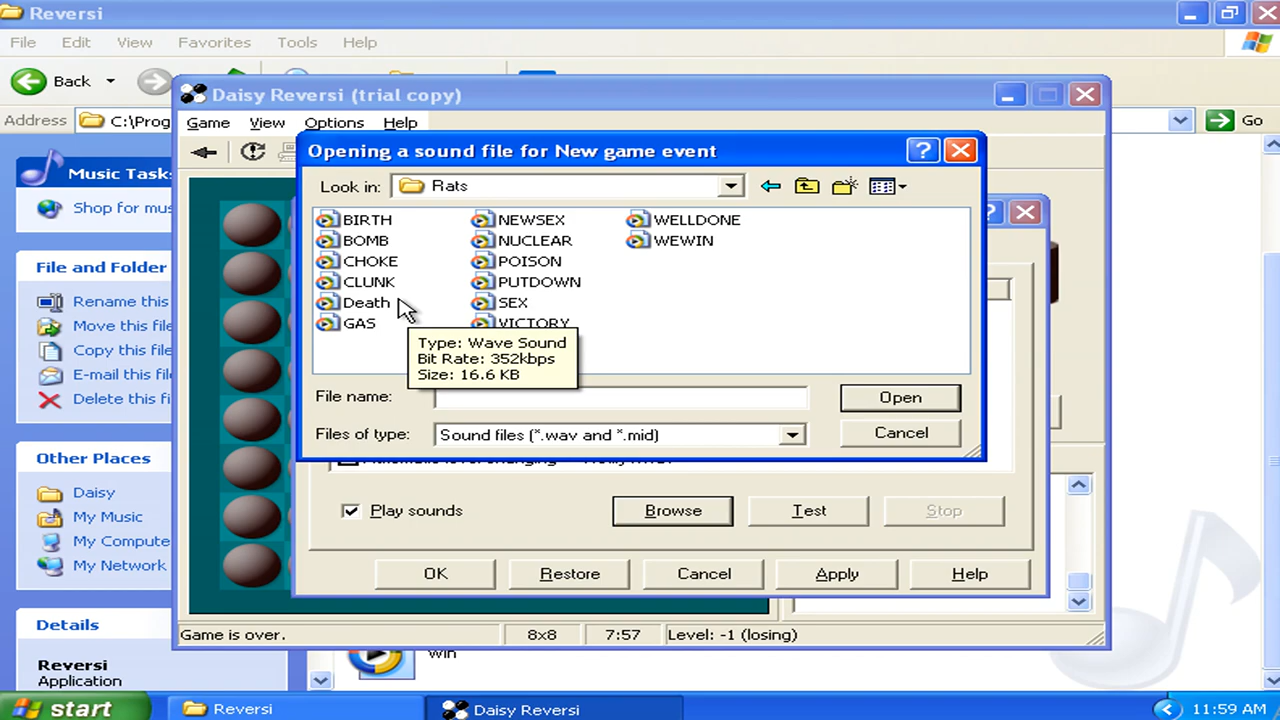 Reversi
File Edit View Favorites Tools Help
Back
Address C:\Prog Go
Music Task
Shop for mus
File and Folder
Rename this
Move this file
Copy this file
E-mail this file
Delete this fi
Other Places
Daisy
My Music
My Compute
My Network
Details
Reversi
Application
Daisy Reversi (trial copy)
Game View Options Help
Opening a sound file for New game event
Look in: Rats
BIRTH NEWSEX WELLDONE
BOMB NUCLEAR WEWIN
CHOKE POISON
CLUNK PUTDOWN
Death SEX
GAS VICTORY
Type: Wave Sound
Bit Rate: 352kbps
Size: 16.6 KB
File name: Open
Files of type: Sound files (*.wav and *.mid) Cancel
Play sounds Browse Test Stop
OK Restore Cancel Apply Help
Game is over. 8x8 7:57 Level: -1 (losing)
win
start Reversi Daisy Reversi 11:59 AM